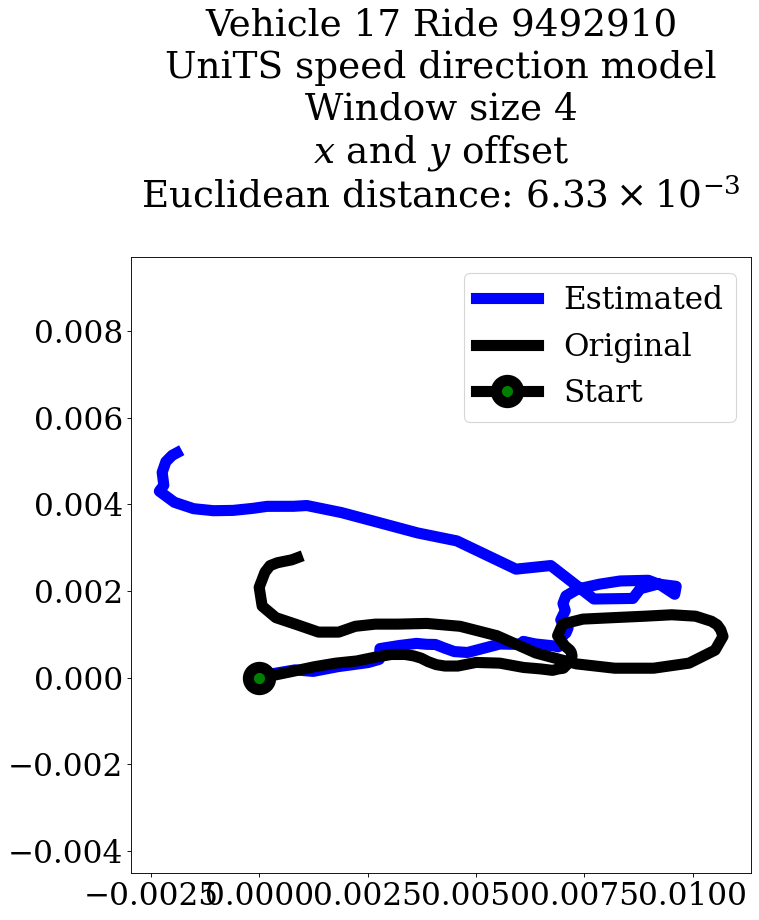 Vehicle 17 Ride 9492910
UniTS speed direction model
Window size 4
x and y offset
Euclidean distance: 6.33 × 10⁻³
Estimated
Original
Start
0.008
0.006
0.004
0.002
0.000
−0.002
−0.004
−0.0025 0.0000 0.0025 0.0050 0.0075 0.0100